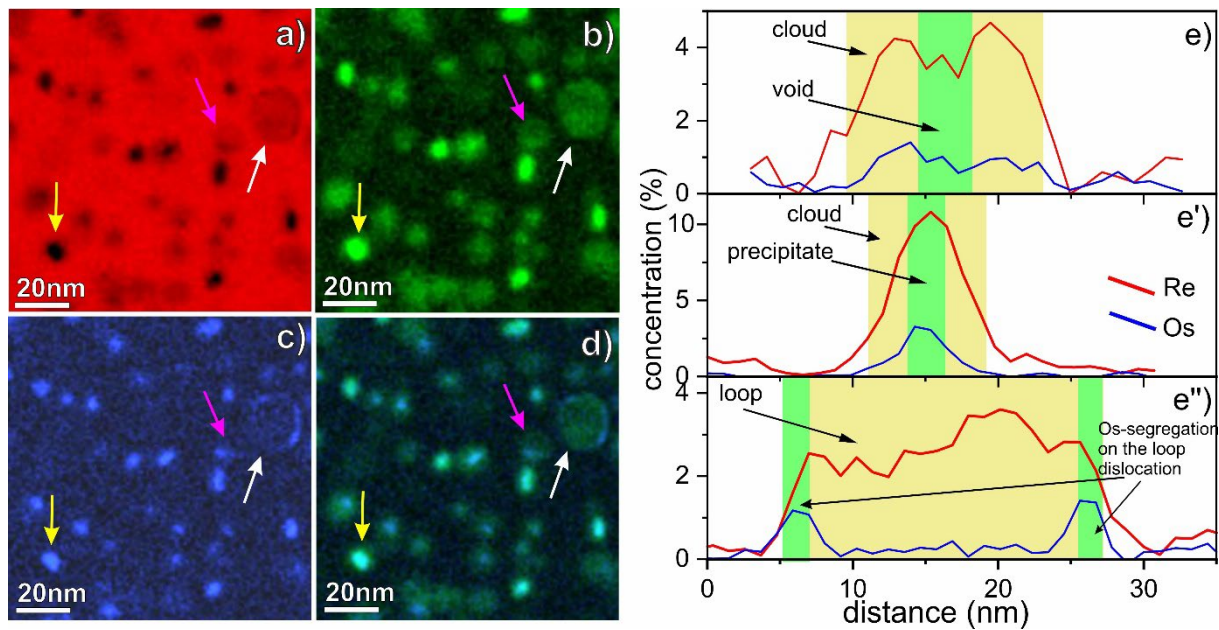 a)
20nm
b)
20nm
c)
20nm
d)
20nm
concentration (%)
e)
4
2
0
cloud
void
e')
10
5
0
cloud
precipitate
Re
Os
e'')
4
2
0
loop
Os-segregation
on the loop
dislocation
0
10
20
30
distance (nm)